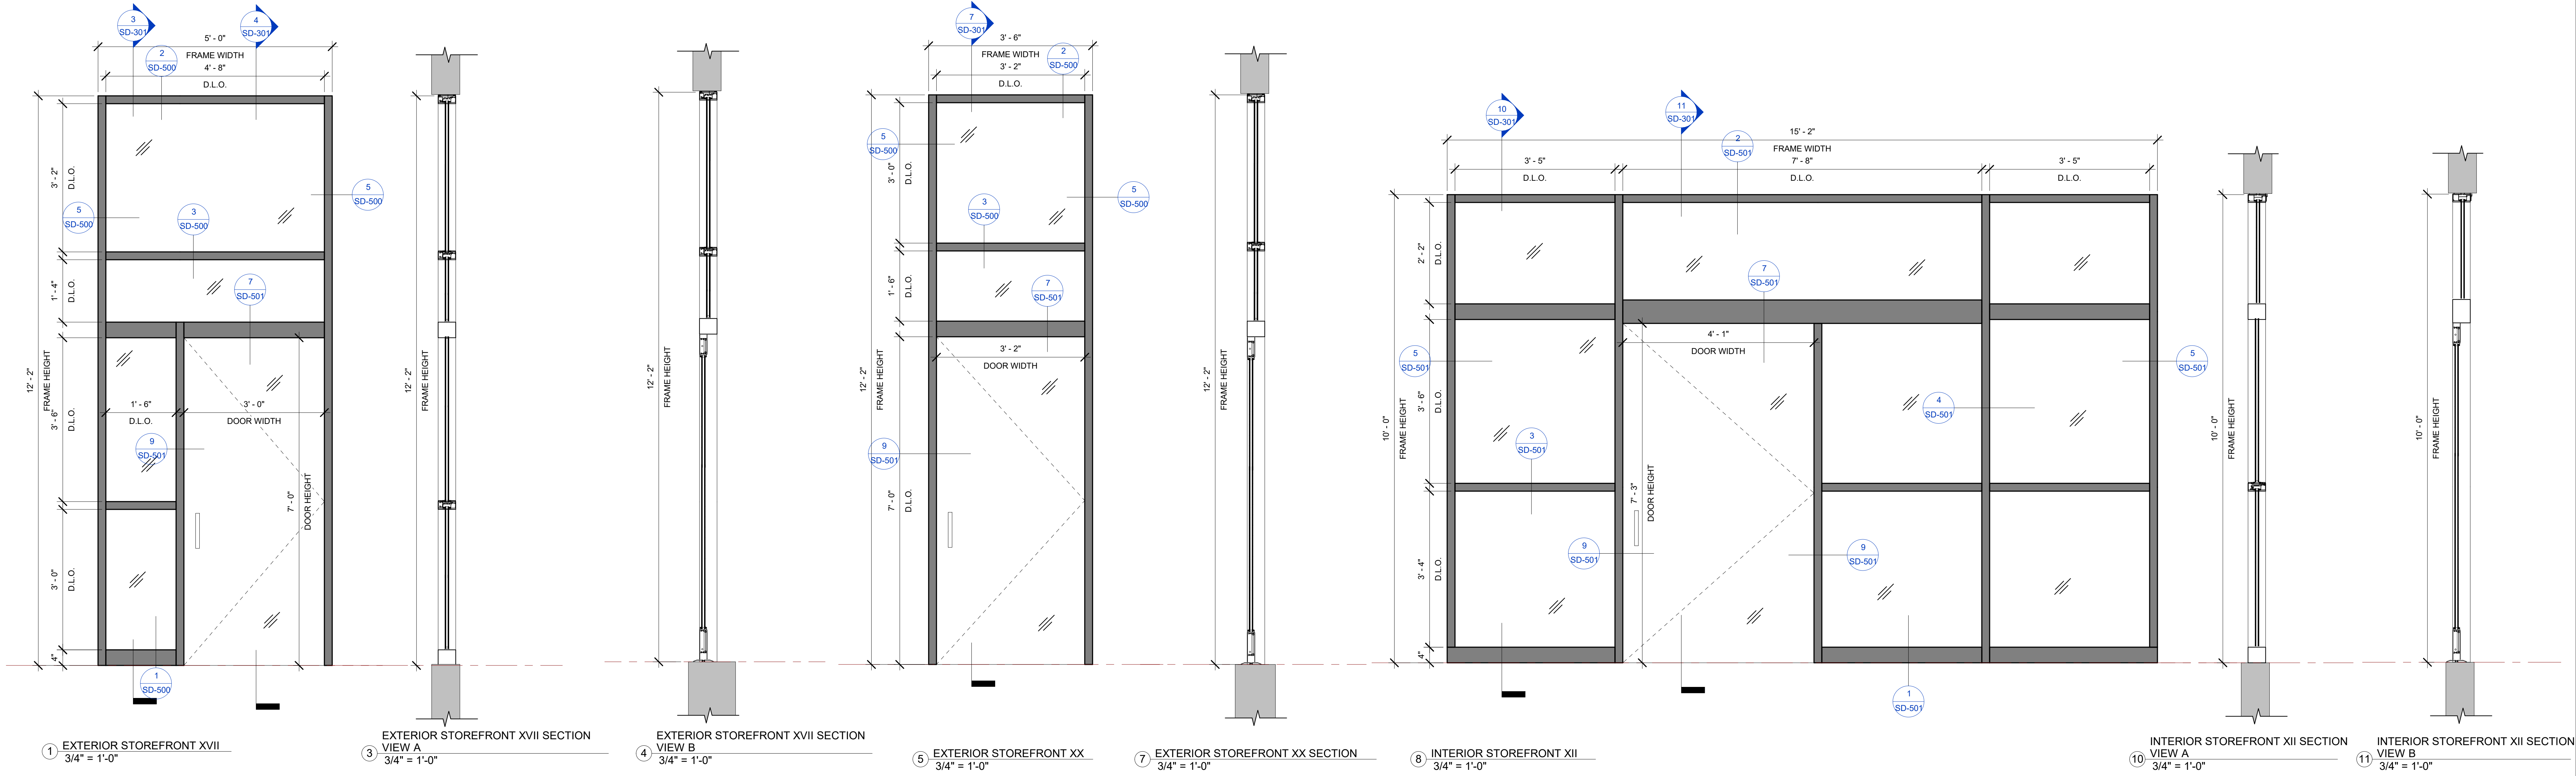 3
SD-301
4
SD-301
5' - 0"
FRAME WIDTH
2
SD-500
4' - 8"
D.L.O.
12' - 2"
FRAME HEIGHT
3' - 2"
D.L.O.
5
SD-500
5
SD-500
3
SD-500
1' - 4"
D.L.O.
7
SD-501
3' - 6"
D.L.O.
1' - 6"
D.L.O.
3' - 0"
DOOR WIDTH
9
SD-501
7' - 0"
DOOR HEIGHT
3' - 0"
D.L.O.
4"
1
SD-500
1 EXTERIOR STOREFRONT XVII
3/4" = 1'-0"
12' - 2"
FRAME HEIGHT
EXTERIOR STOREFRONT XVII SECTION
3 VIEW A
3/4" = 1'-0"
12' - 2"
FRAME HEIGHT
EXTERIOR STOREFRONT XVII SECTION
4 VIEW B
3/4" = 1'-0"
7
SD-301
3' - 6"
FRAME WIDTH
2
SD-500
3' - 2"
D.L.O.
5
SD-500
3' - 0"
D.L.O.
5
SD-500
3
SD-500
1' - 6"
D.L.O.
7
SD-501
12' - 2"
FRAME HEIGHT
3' - 2"
DOOR WIDTH
9
SD-501
7' - 0"
D.L.O.
5 EXTERIOR STOREFRONT XX
3/4" = 1'-0"
12' - 2"
FRAME HEIGHT
7 EXTERIOR STOREFRONT XX SECTION
3/4" = 1'-0"
10
SD-301
11
SD-301
15' - 2"
FRAME WIDTH
2
SD-501
3' - 5"
D.L.O.
7' - 8"
D.L.O.
3' - 5"
D.L.O.
2' - 2"
D.L.O.
7
SD-501
4' - 1"
DOOR WIDTH
5
SD-501
5
SD-501
10' - 0"
FRAME HEIGHT
3' - 6"
D.L.O.
4
SD-501
3
SD-501
7' - 3"
DOOR HEIGHT
9
SD-501
9
SD-501
3' - 4"
D.L.O.
4"
1
SD-501
8 INTERIOR STOREFRONT XII
3/4" = 1'-0"
10' - 0"
FRAME HEIGHT
INTERIOR STOREFRONT XII SECTION
10 VIEW A
3/4" = 1'-0"
10' - 0"
FRAME HEIGHT
INTERIOR STOREFRONT XII SECTION
11 VIEW B
3/4" = 1'-0"